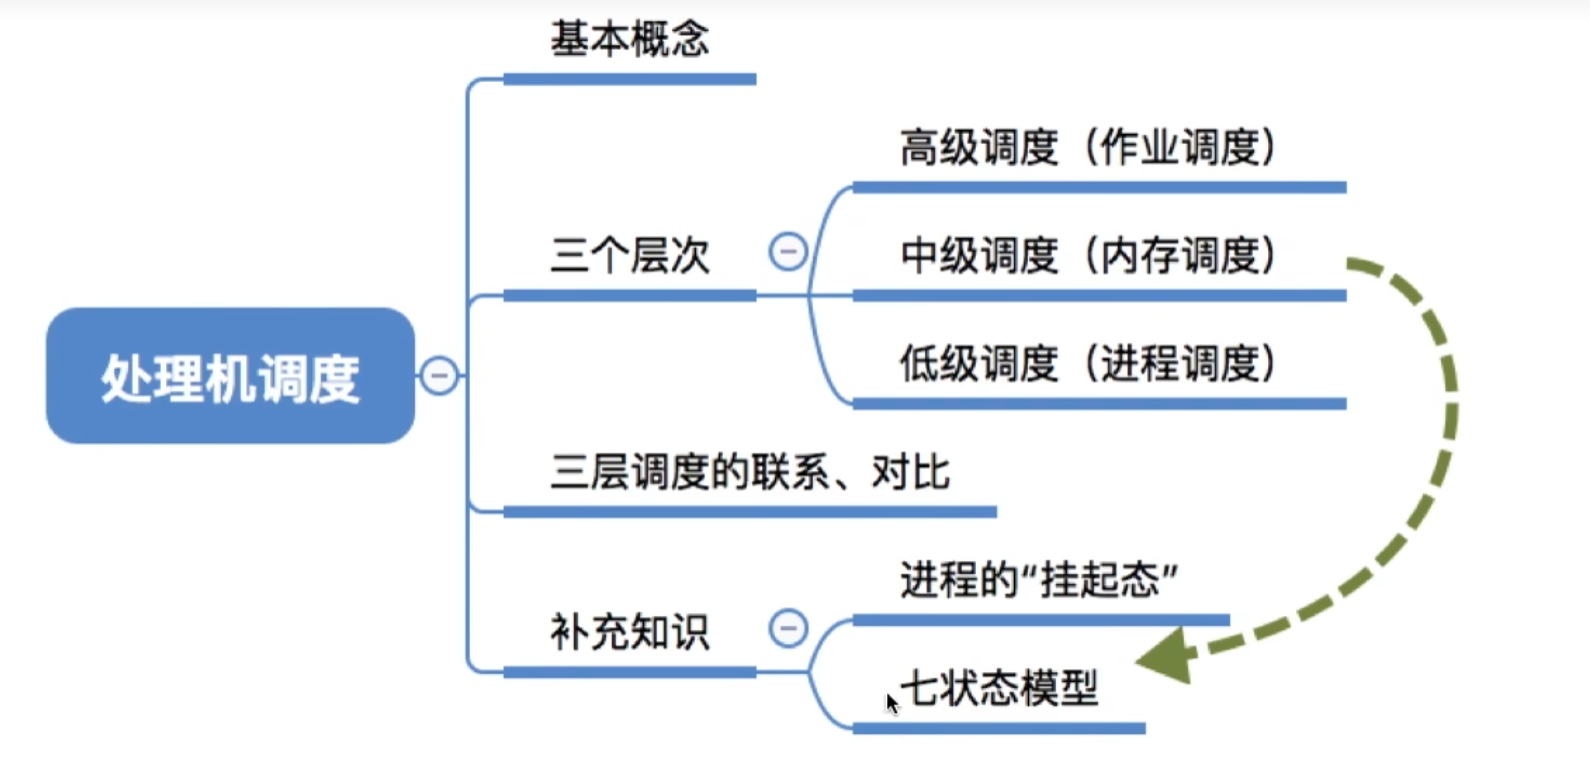 基本概念
高级调度（作业调度）
三个层次
中级调度（内存调度）
低级调度（进程调度）
处理机调度
三层调度的联系、对比
进程的“挂起态”
补充知识
七状态模型